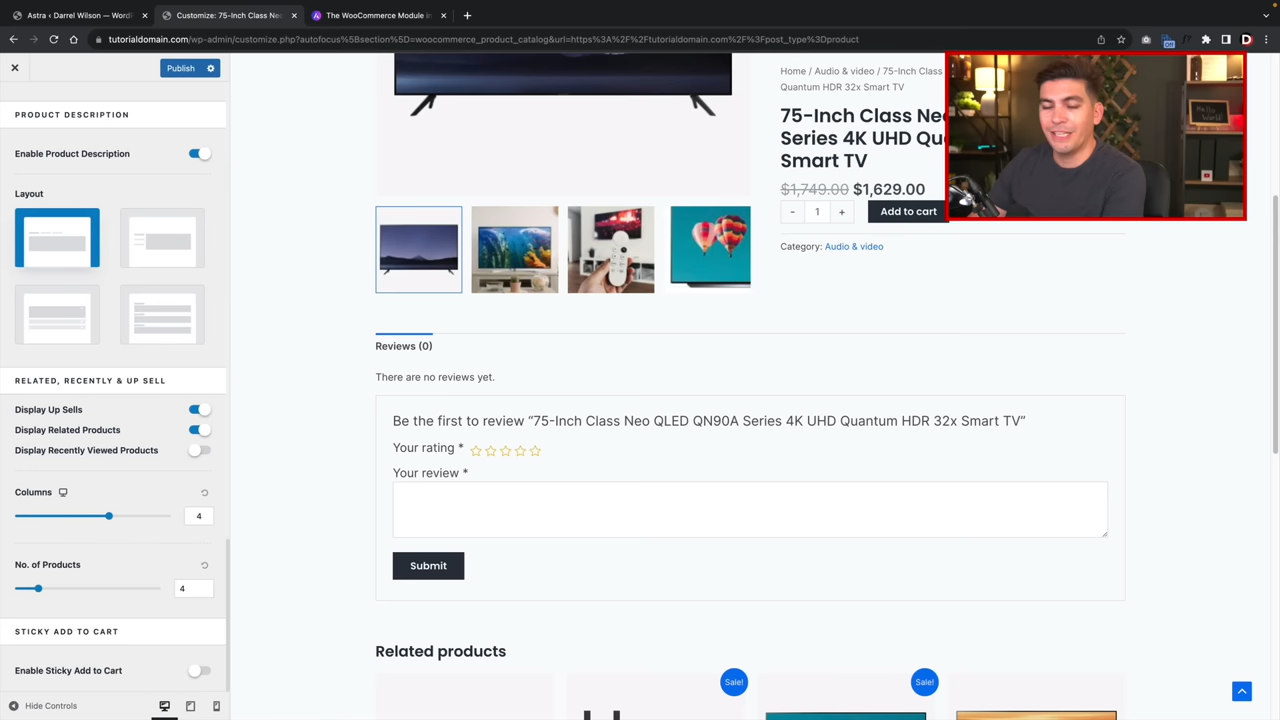 Astra ‹ Darrel Wilson — WordP
Customize: 75-Inch Class Neo
The WooCommerce Module in
tutorialdomain.com/wp-admin/customize.php?autofocus%5Bsection%5D=woocommerce_product_catalog&url=https%3A%2F%2Ftutorialdomain.com%2F%3Fpost_type%3Dproduct
Off
Publish
PRODUCT DESCRIPTION
Enable Product Description
Layout
RELATED, RECENTLY & UP SELL
Display Up Sells
Display Related Products
Display Recently Viewed Products
Columns
4
No. of Products
4
STICKY ADD TO CART
Enable Sticky Add to Cart
Hide Controls
Home / Audio & video / 75-Inch Class
Quantum HDR 32x Smart TV
75-Inch Class Neo
Series 4K UHD Qu
Smart TV
$1,749.00 $1,629.00
- 1 + Add to cart
Category: Audio & video
Hello
World!
Reviews (0)
There are no reviews yet.
Be the first to review “75-Inch Class Neo QLED QN90A Series 4K UHD Quantum HDR 32x Smart TV”
Your rating *
Your review *
Submit
Related products
Sale!
Sale!